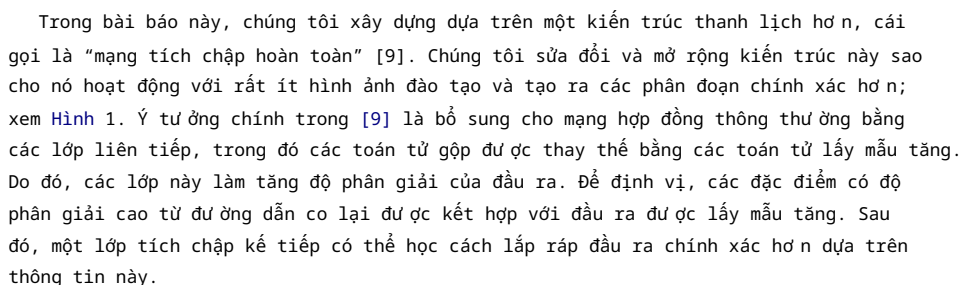 Trong bài báo này, chúng tôi xây dựng dựa trên một kiến trúc thanh lịch hơn, cái
gọi là “mạng tích chập hoàn toàn” [9]. Chúng tôi sửa đổi và mở rộng kiến trúc này sao
cho nó hoạt động với rất ít hình ảnh đào tạo và tạo ra các phân đoạn chính xác hơn;
xem Hình 1. Ý tưởng chính trong [9] là bổ sung cho mạng hợp đồng thông thường bằng
các lớp liên tiếp, trong đó các toán tử gộp được thay thế bằng các toán tử lấy mẫu tăng.
Do đó, các lớp này làm tăng độ phân giải của đầu ra. Để định vị, các đặc điểm có độ
phân giải cao từ đường dẫn co lại được kết hợp với đầu ra được lấy mẫu tăng. Sau
đó, một lớp tích chập kế tiếp có thể học cách lắp ráp đầu ra chính xác hơn dựa trên
thông tin này.